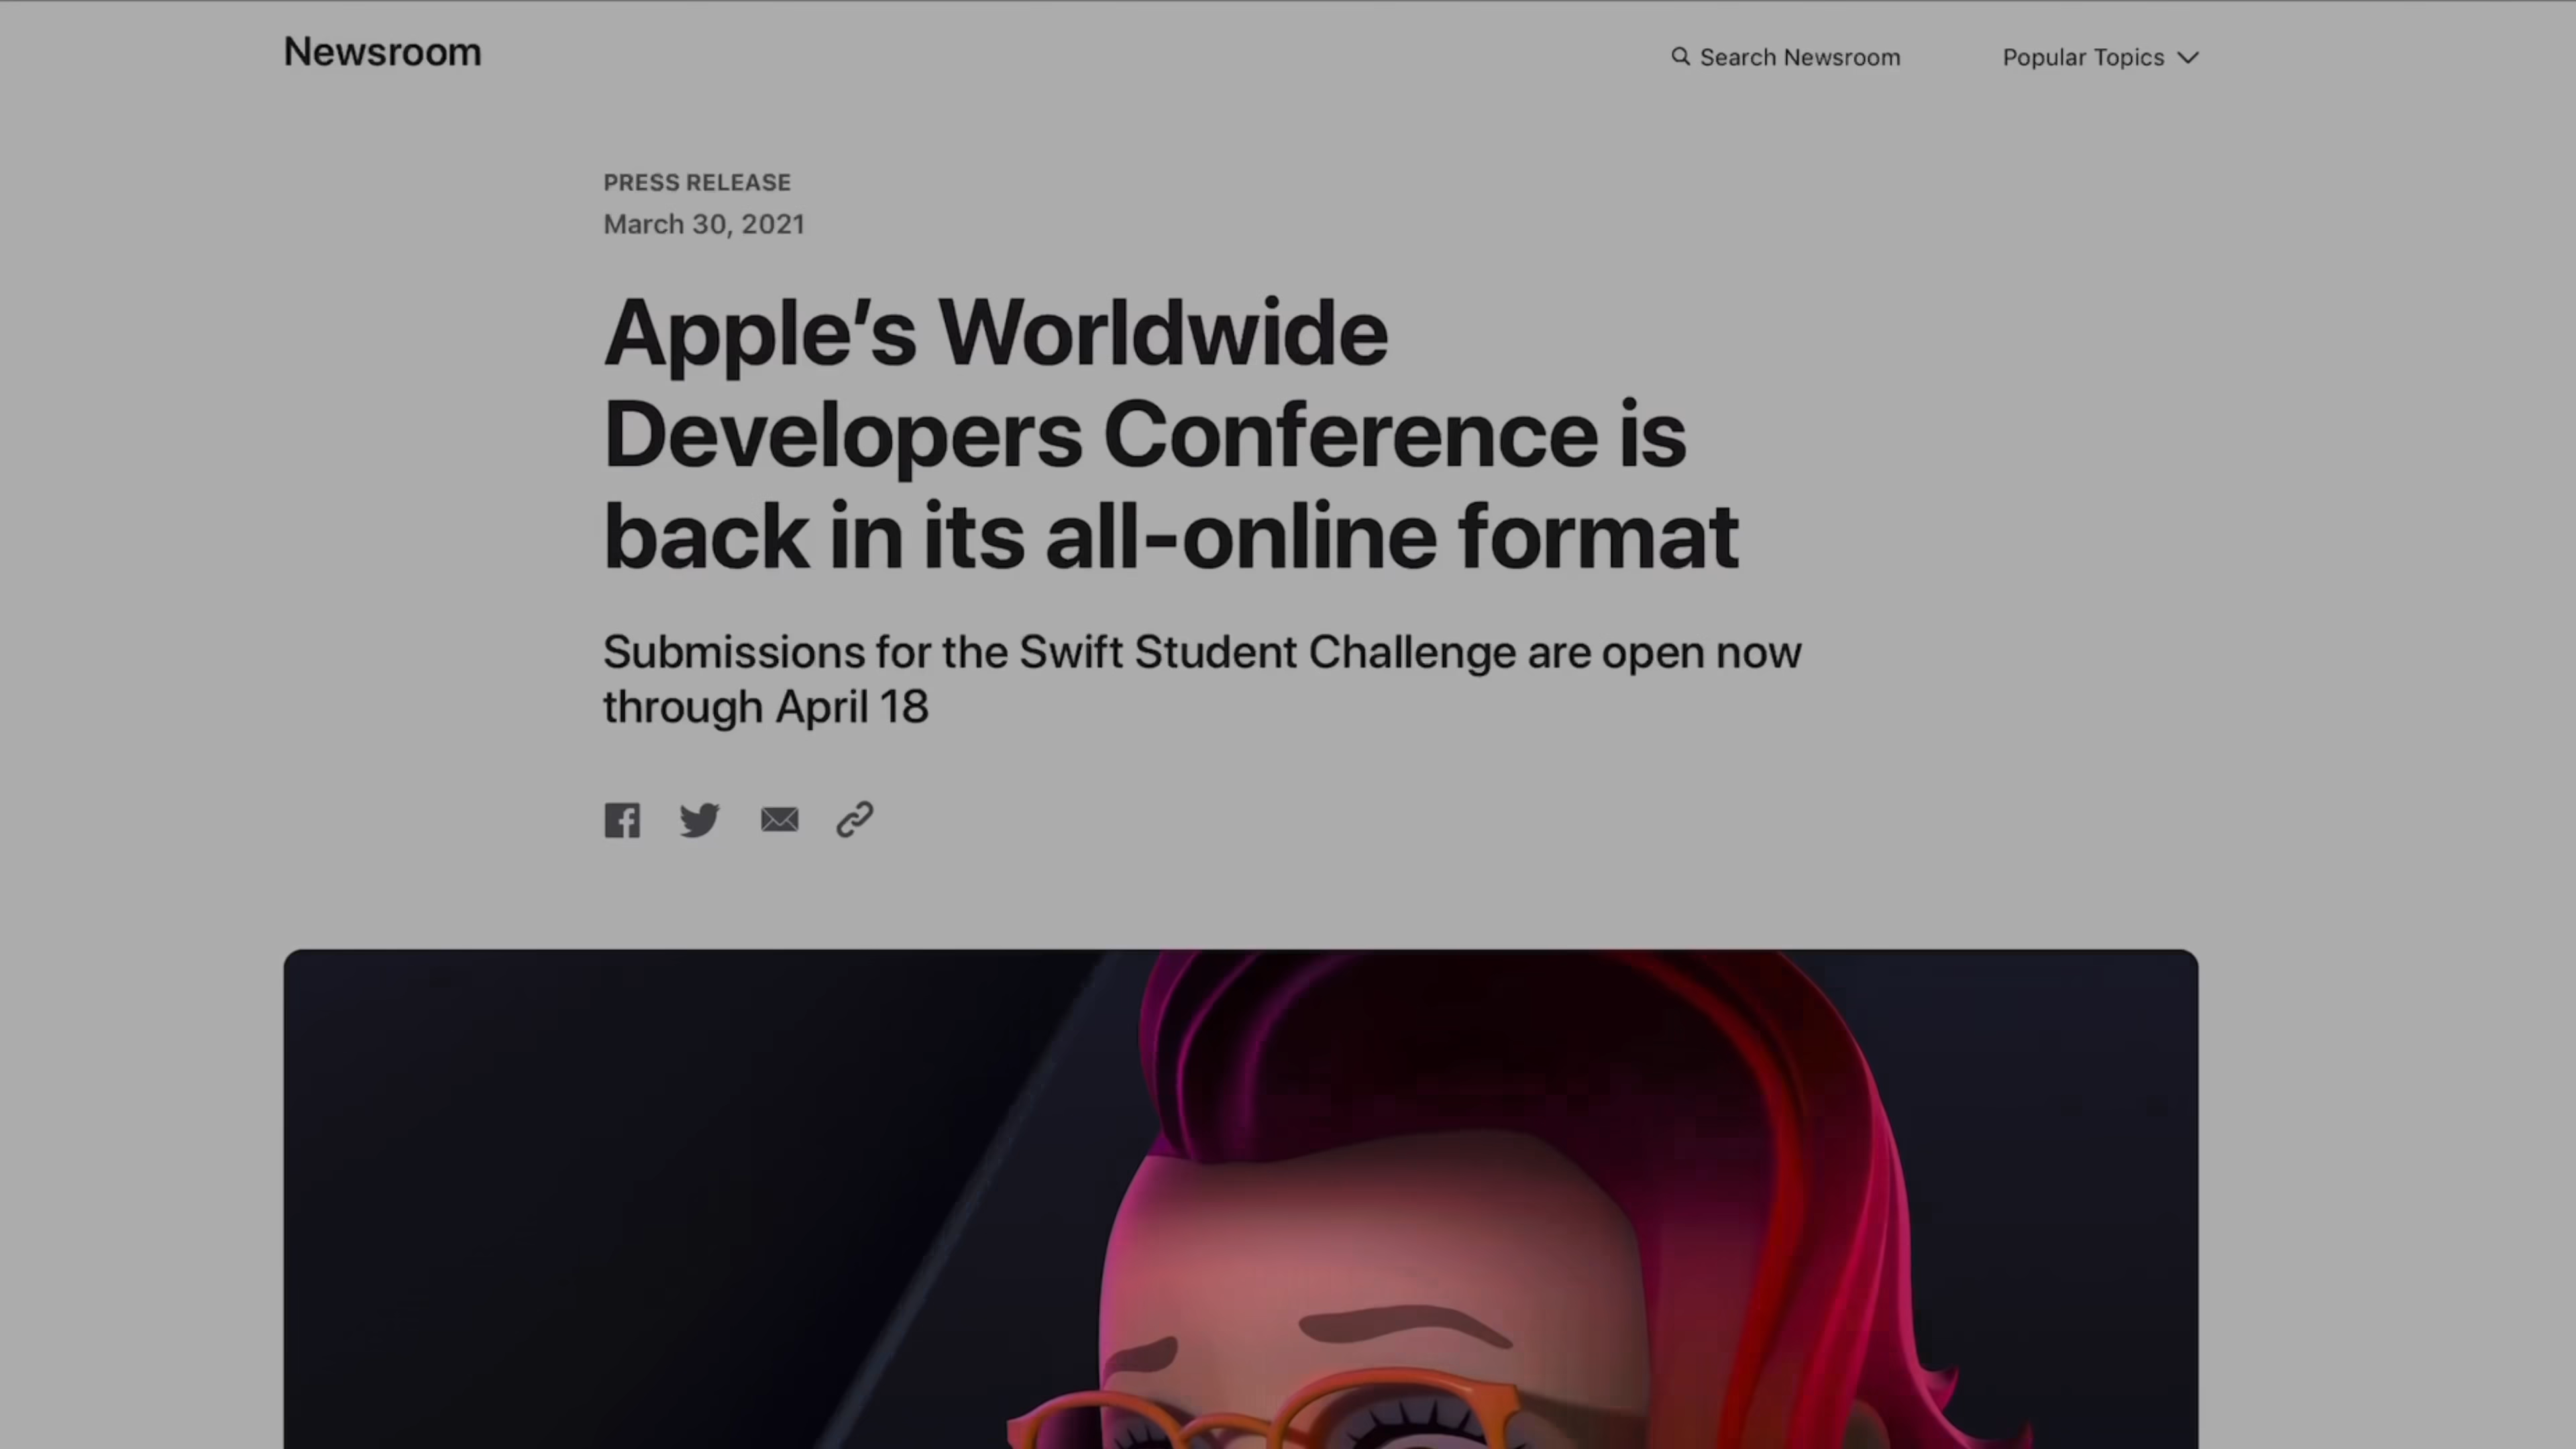 Newsroom
Search Newsroom
Popular Topics
PRESS RELEASE
March 30, 2021
Apple’s Worldwide
Developers Conference is
back in its all-online format
Submissions for the Swift Student Challenge are open now
through April 18